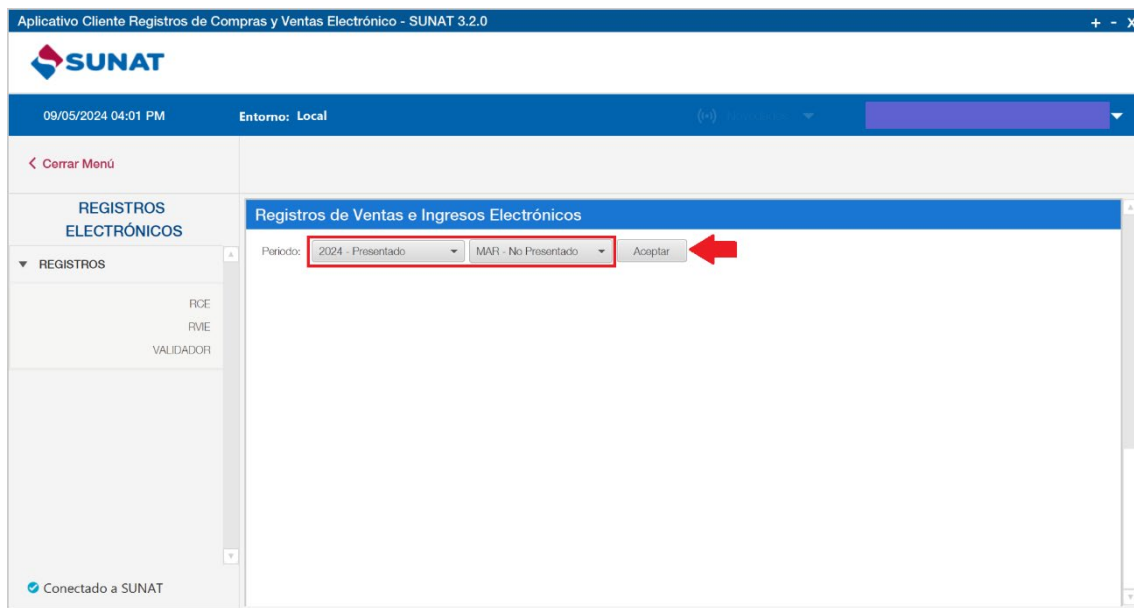 Aplicativo Cliente Registros de Compras y Ventas Electrónico - SUNAT 3.2.0 + - X
SUNAT
09/05/2024 04:01 PM Entorno: Local
Cerrar Menú
REGISTROS
ELECTRÓNICOS
REGISTROS
RCE
RVIE
VALIDADOR
Conectado a SUNAT
Registros de Ventas e Ingresos Electrónicos
Periodo: 2024 - Presentado MAR - No Presentado Aceptar